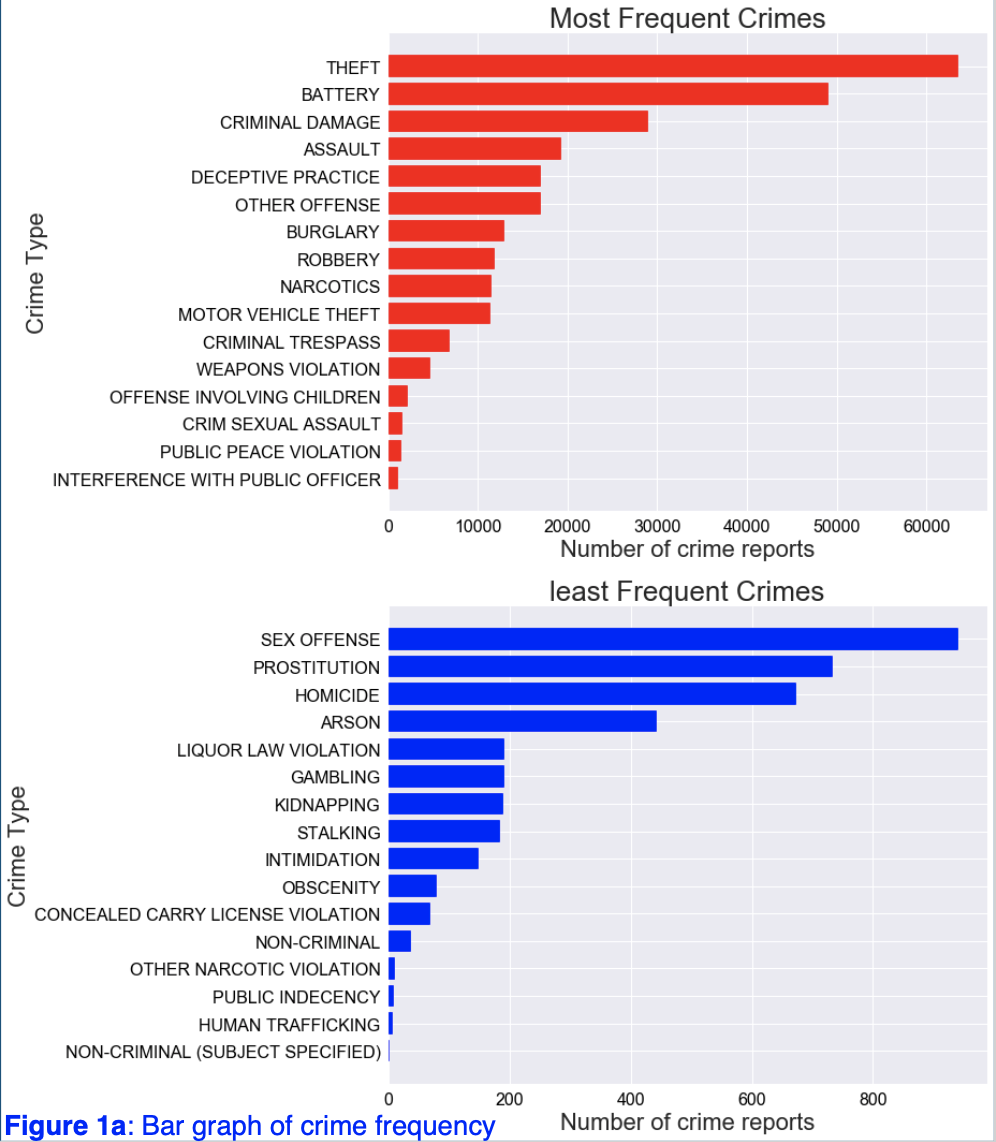 Most Frequent Crimes
THEFT
BATTERY
CRIMINAL DAMAGE
ASSAULT
DECEPTIVE PRACTICE
OTHER OFFENSE
BURGLARY
ROBBERY
NARCOTICS
MOTOR VEHICLE THEFT
CRIMINAL TRESPASS
WEAPONS VIOLATION
OFFENSE INVOLVING CHILDREN
CRIM SEXUAL ASSAULT
PUBLIC PEACE VIOLATION
INTERFERENCE WITH PUBLIC OFFICER
Crime Type
0 10000 20000 30000 40000 50000 60000
Number of crime reports
least Frequent Crimes
SEX OFFENSE
PROSTITUTION
HOMICIDE
ARSON
LIQUOR LAW VIOLATION
GAMBLING
KIDNAPPING
STALKING
INTIMIDATION
OBSCENITY
CONCEALED CARRY LICENSE VIOLATION
NON-CRIMINAL
OTHER NARCOTIC VIOLATION
PUBLIC INDECENCY
HUMAN TRAFFICKING
NON-CRIMINAL (SUBJECT SPECIFIED)
Crime Type
0 200 400 600 800
Number of crime reports
Figure 1a: Bar graph of crime frequency